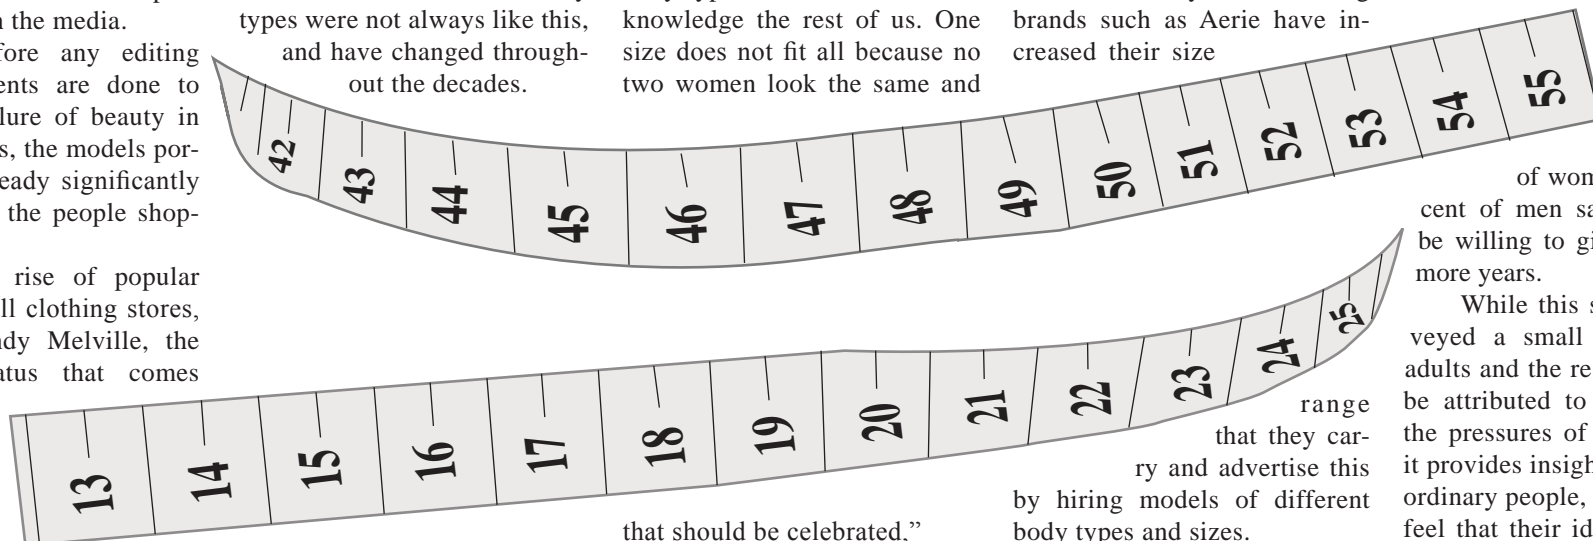 the media.
fore any editing
ents are done to
lure of beauty in
s, the models por-
eady significantly
the people shop-
rise of popular
ll clothing stores,
ndy Melville, the
atus that comes
types were not always like this,
and have changed through-
out the decades.
knowledge the rest of us. One
size does not fit all because no
two women look the same and
that should be celebrated,”
brands such as Aerie have in-
creased their size
range
that they car-
ry and advertise this
by hiring models of different
body types and sizes.
of wom
cent of men sa
be willing to gi
more years.
While this s
veyed a small
adults and the re
be attributed to
the pressures of
it provides insigh
ordinary people,
feel that their id
42 43 44 45 46 47 48 49 50 51 52 53 54 55
13 14 15 16 17 18 19 20 21 22 23 24 25